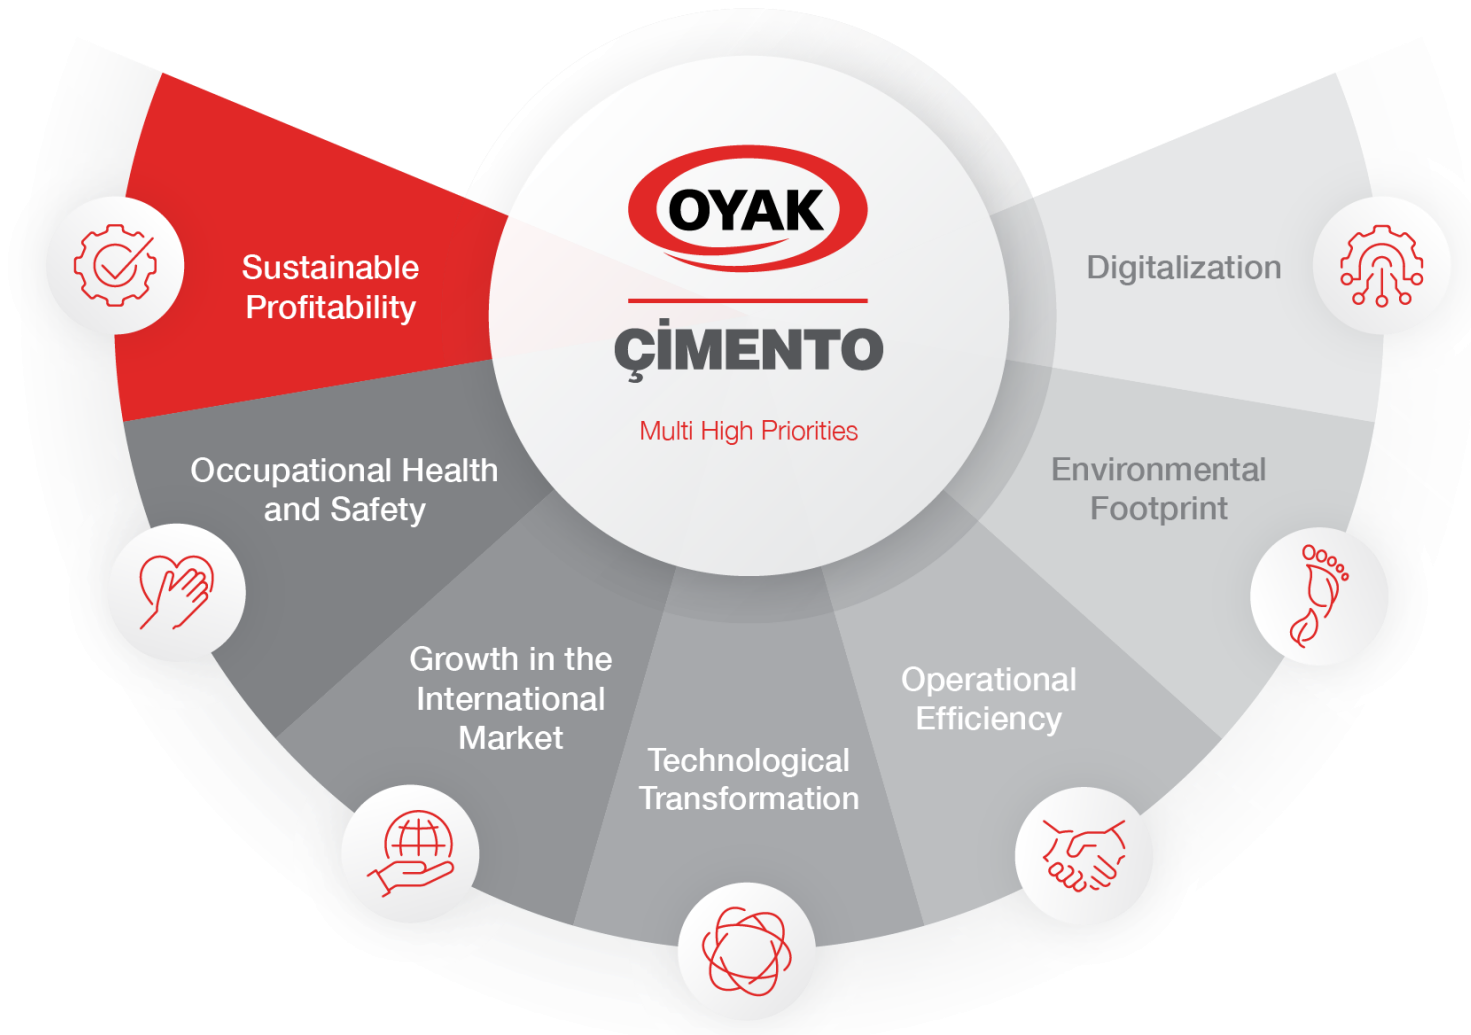 OYAK
ÇİMENTO
Multi High Priorities
Sustainable
Profitability
Occupational Health
and Safety
Growth in the
International
Market
Technological
Transformation
Operational
Efficiency
Environmental
Footprint
Digitalization